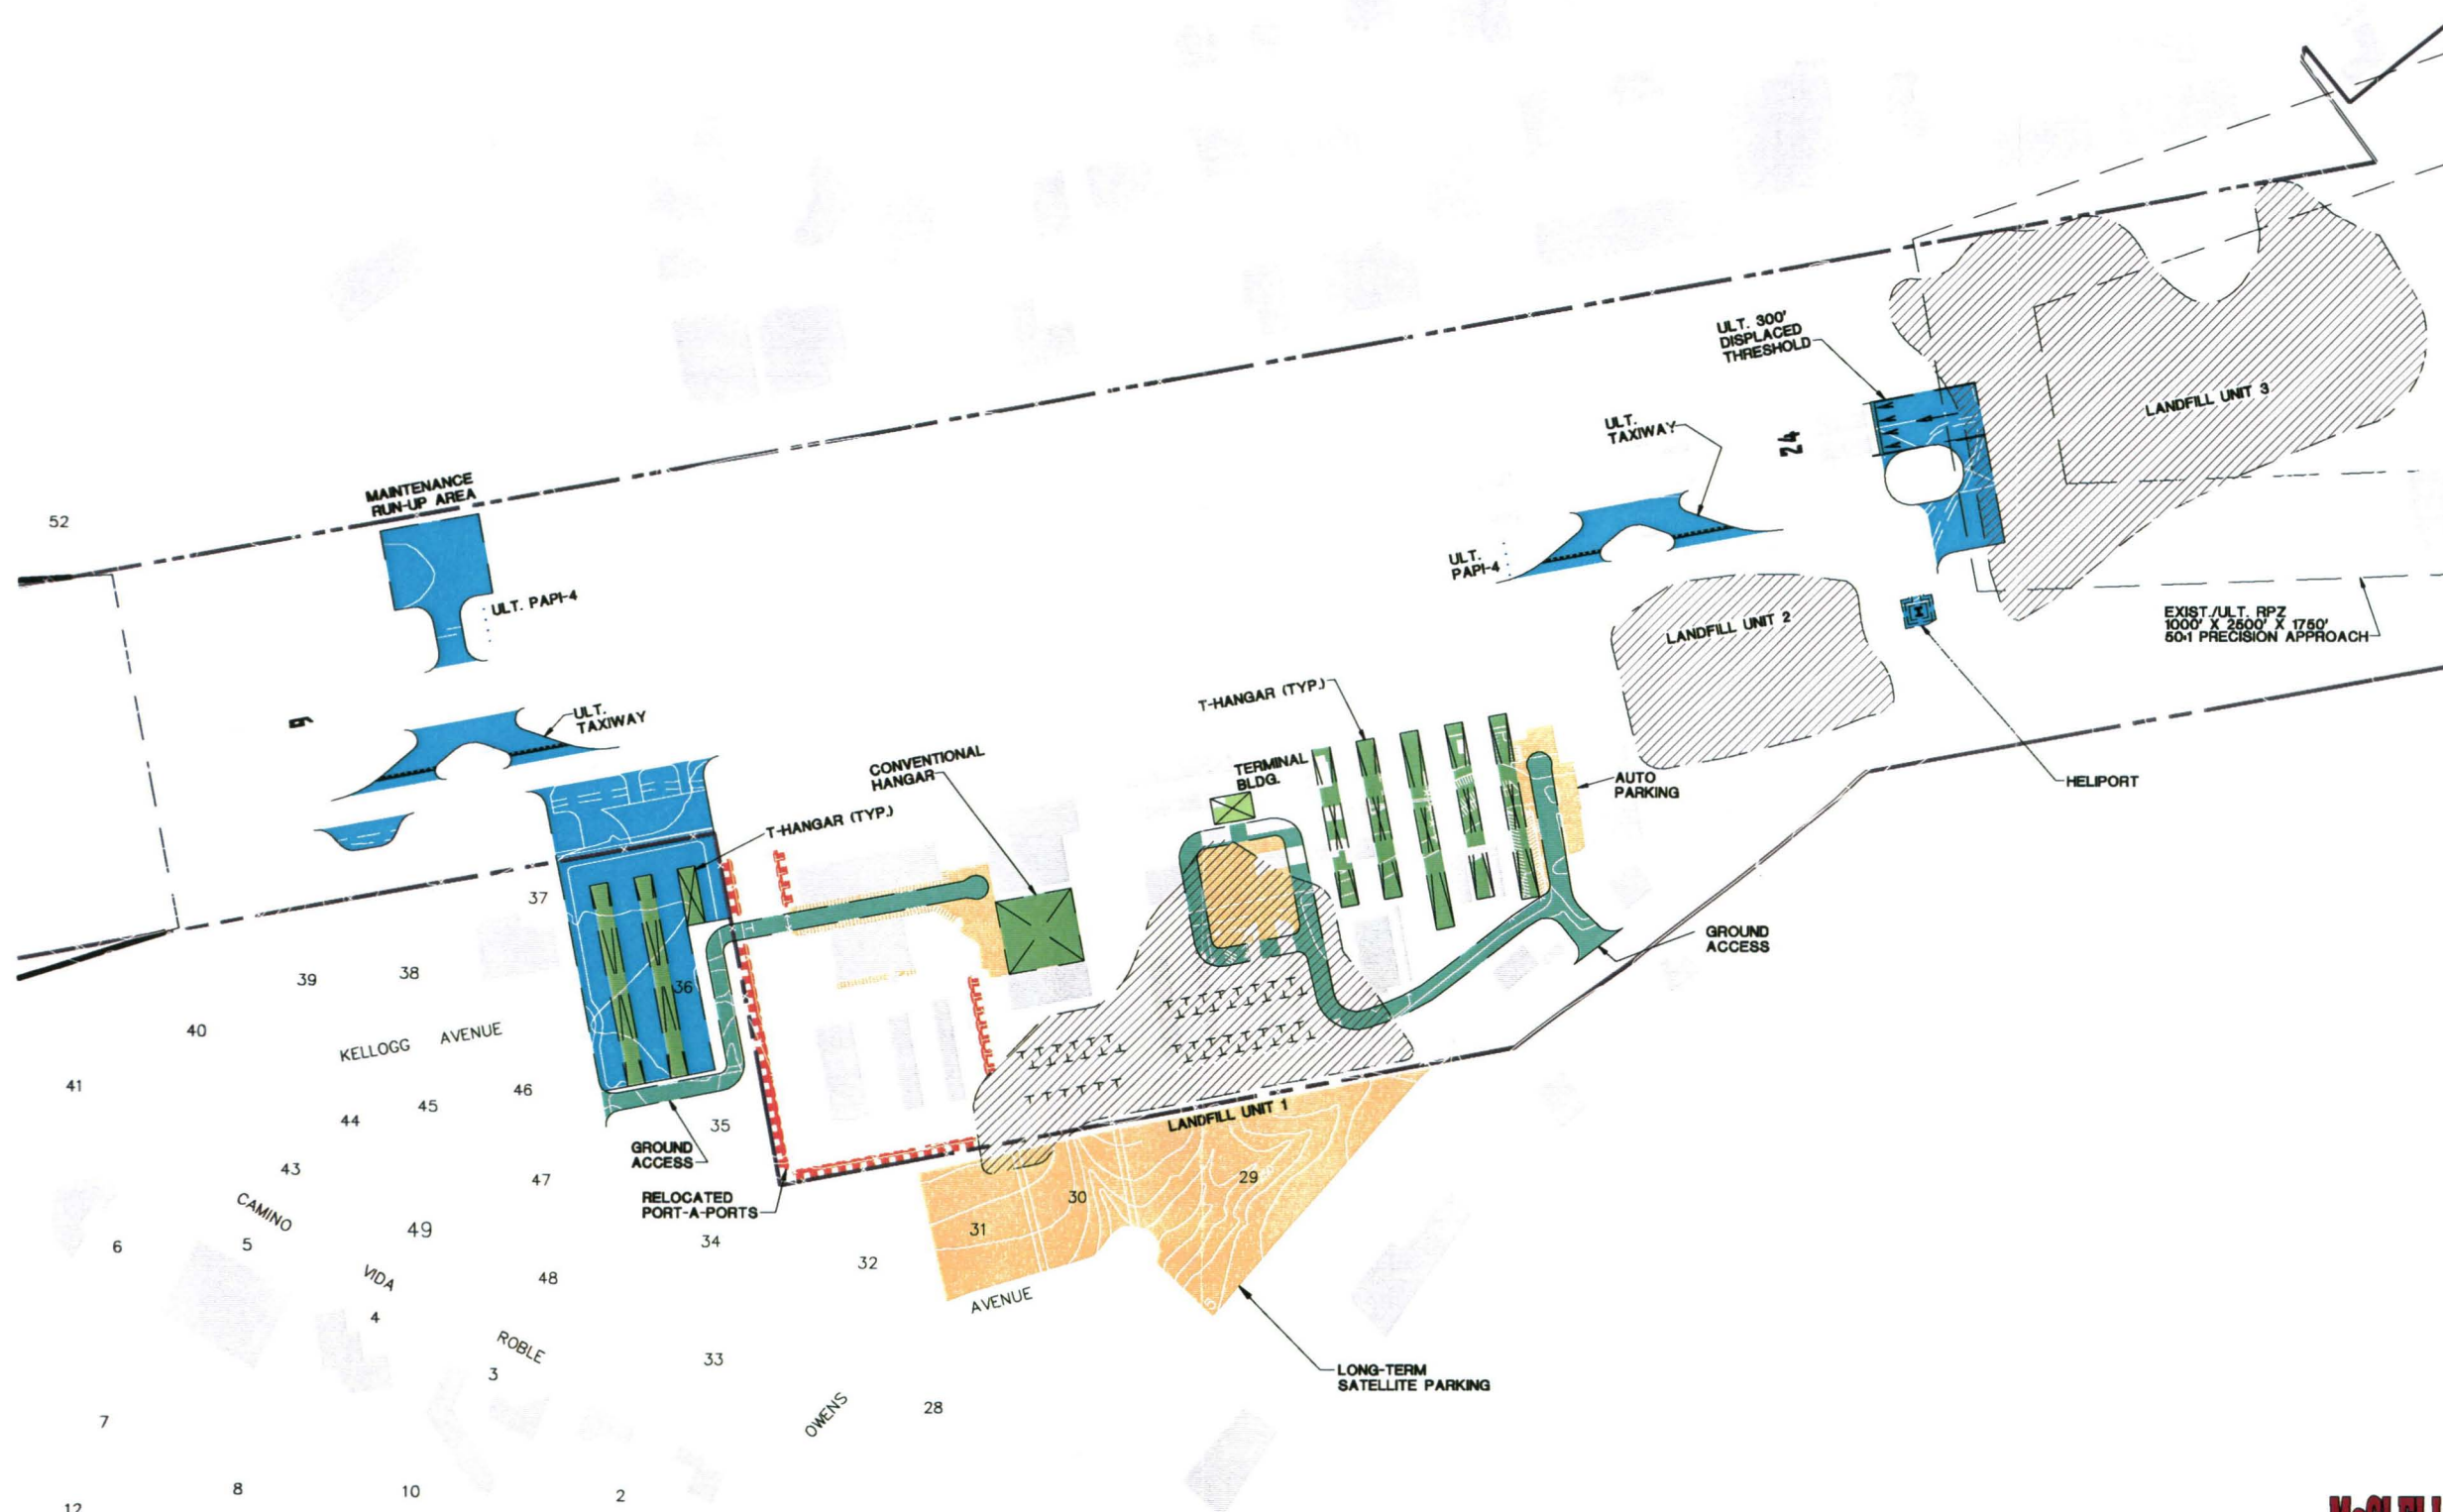 ULT. 300'
DISPLACED
THRESHOLD
LANDFILL UNIT 3
ULT.
TAXIWAY
24
MAINTENANCE
RUN-UP AREA
52
ULT. PAPI-4
ULT.
PAPI-4
LANDFILL UNIT 2
EXIST./ULT. RPZ
1000' X 2500' X 1750'
50:1 PRECISION APPROACH
ULT.
TAXIWAY
T-HANGAR (TYP.)
CONVENTIONAL
HANGAR
TERMINAL
BLDG.
AUTO
PARKING
HELIPORT
T-HANGAR (TYP.)
37
GROUND
ACCESS
39
38
36
40
KELLOGG AVENUE
41
46
45
44
35
LANDFILL UNIT 1
GROUND
ACCESS
43
47
29
RELOCATED
PORT-A-PORTS
30
CAMINO
49
31
6
5
34
32
VIDA
48
AVENUE
4
ROBLE
33
3
LONG-TERM
SATELLITE PARKING
7
OWENS
28
8
10
2
12